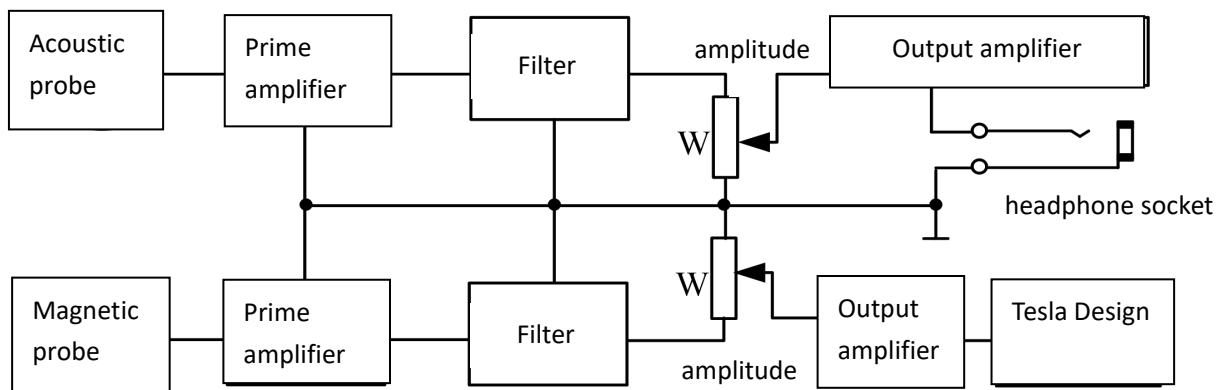 Acoustic
probe
Prime
amplifier
Filter
amplitude
Output amplifier
W
headphone socket
Magnetic
probe
Prime
amplifier
Filter
W
amplitude
Output
amplifier
Tesla Design